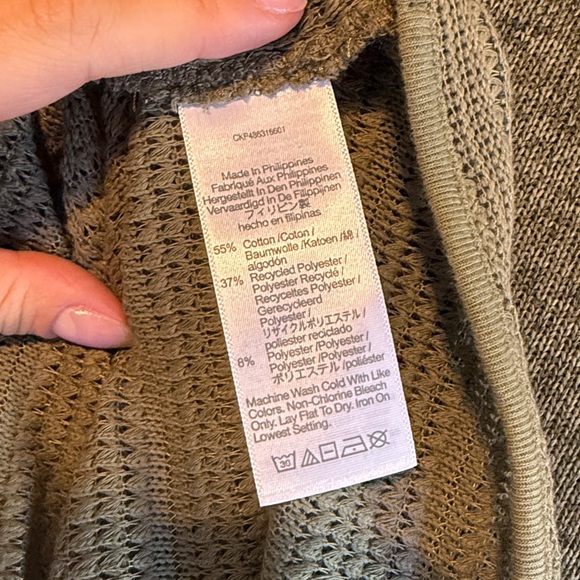 CKP485316601
Made In Philippines
Fabriqué Aux Philippines
Hergestellt In Den Philippinen
Vervaardigd In De Filippijnen
フィリピン製
hecho en filipinas
55% Cotton /Coton /
Baumwolle /Katoen /綿 /
algodón
37% Recycled Polyester /
Polyester Recyclé /
Recyceltes Polyester /
Gerecycleerd
Polyester /
リサイクルポリエステル /
poliester reciclado
8% Polyester /Polyester /
Polyester /Polyester /
ポリエステル /poliéster
Machine Wash Cold With Like
Colors. Non-Chlorine Bleach
Only. Lay Flat To Dry. Iron On
Lowest Setting.
30